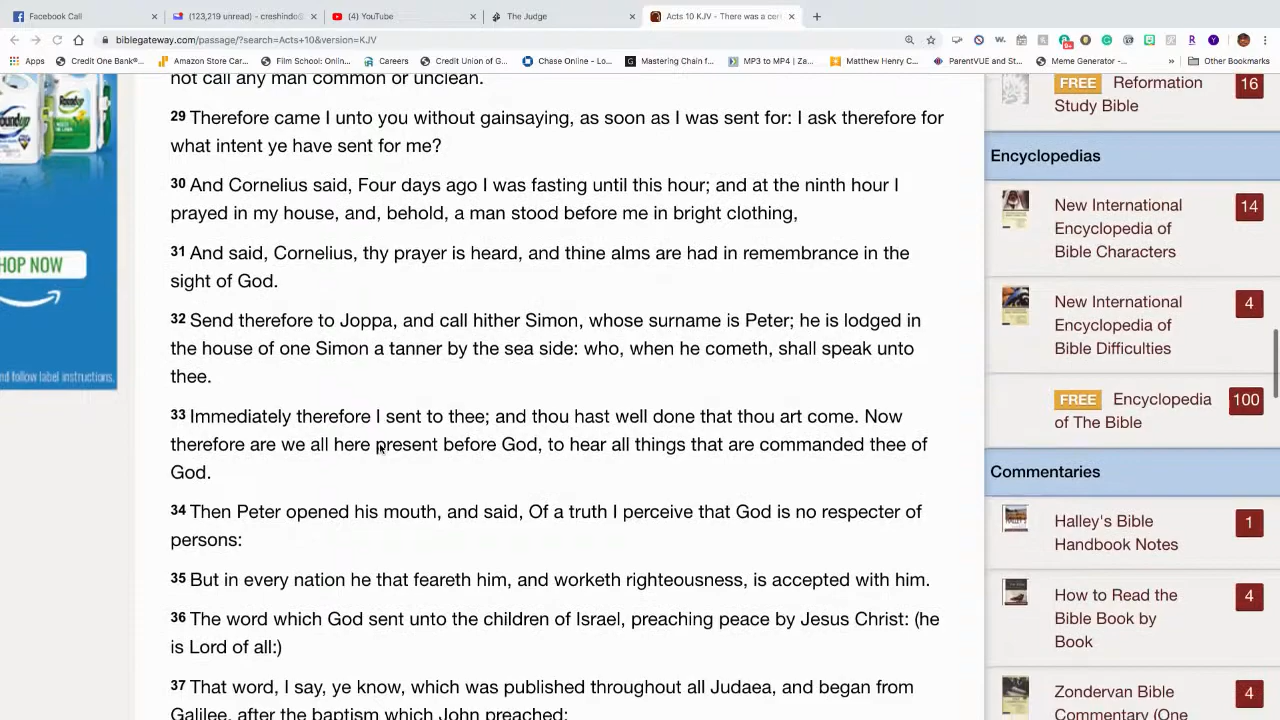 Facebook Call
(123,219 unread) - creshindo@
(4) YouTube
The Judge
Acts 10 KJV - There was a cer
biblegateway.com/passage/?search=Acts+10&version=KJV
Apps
Credit One Bank®...
Amazon Store Car...
Film School: Onlin...
Careers
Credit Union of G...
Chase Online - Lo...
Mastering Chain f...
MP3 to MP4 | Za...
Matthew Henry C...
ParentVUE and St...
Meme Generator -...
»
Other Bookmarks
not call any man common or unclean.
29 Therefore came I unto you without gainsaying, as soon as I was sent for: I ask therefore for
what intent ye have sent for me?
30 And Cornelius said, Four days ago I was fasting until this hour; and at the ninth hour I
prayed in my house, and, behold, a man stood before me in bright clothing,
31 And said, Cornelius, thy prayer is heard, and thine alms are had in remembrance in the
sight of God.
32 Send therefore to Joppa, and call hither Simon, whose surname is Peter; he is lodged in
the house of one Simon a tanner by the sea side: who, when he cometh, shall speak unto
thee.
33 Immediately therefore I sent to thee; and thou hast well done that thou art come. Now
therefore are we all here present before God, to hear all things that are commanded thee of
God.
34 Then Peter opened his mouth, and said, Of a truth I perceive that God is no respecter of
persons:
35 But in every nation he that feareth him, and worketh righteousness, is accepted with him.
36 The word which God sent unto the children of Israel, preaching peace by Jesus Christ: (he
is Lord of all:)
37 That word, I say, ye know, which was published throughout all Judaea, and began from
Galilee, after the baptism which John preached;
HOP NOW
nd follow label instructions.
FREE Reformation
Study Bible
16
Encyclopedias
New International
Encyclopedia of
Bible Characters
14
New International
Encyclopedia of
Bible Difficulties
4
FREE Encyclopedia
of The Bible
100
Commentaries
Halley's Bible
Handbook Notes
1
How to Read the
Bible Book by
Book
4
Zondervan Bible
Commentary (One
4